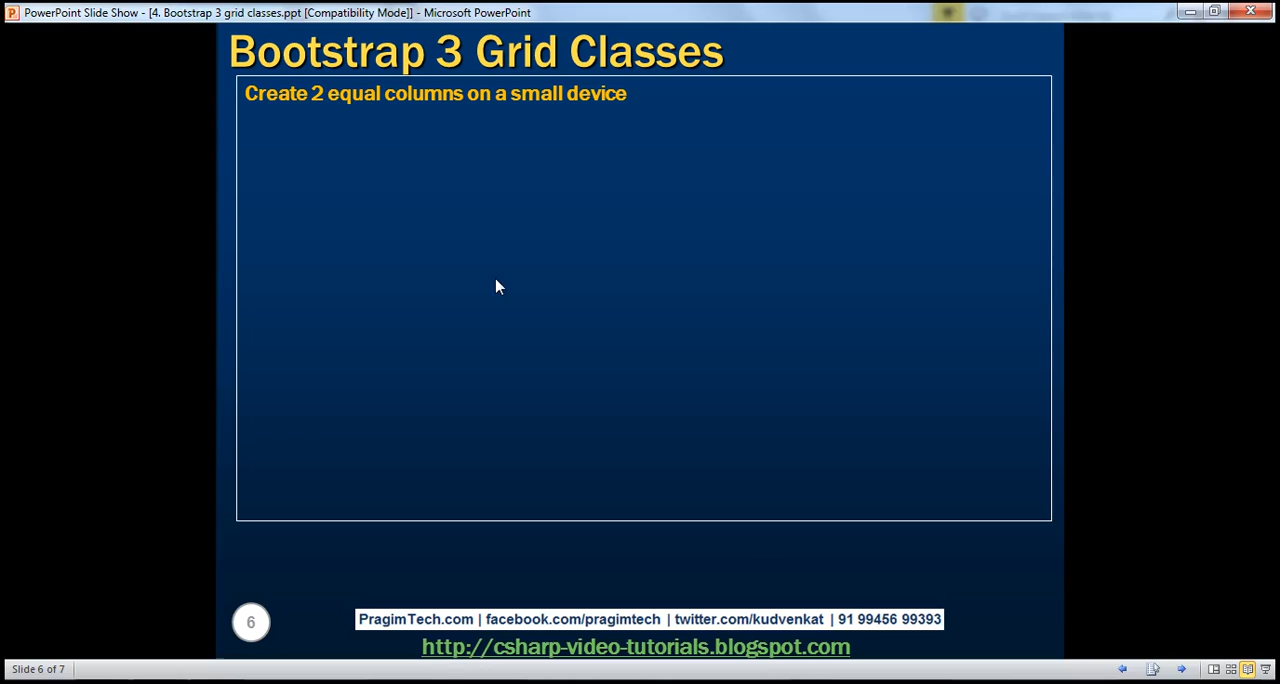 PowerPoint Slide Show - [4. Bootstrap 3 grid classes.ppt [Compatibility Mode]] - Microsoft PowerPoint
Bootstrap 3 Grid Classes
Create 2 equal columns on a small device
6
PragimTech.com | facebook.com/pragimtech | twitter.com/kudvenkat | 91 99456 99393
http://csharp-video-tutorials.blogspot.com
Slide 6 of 7